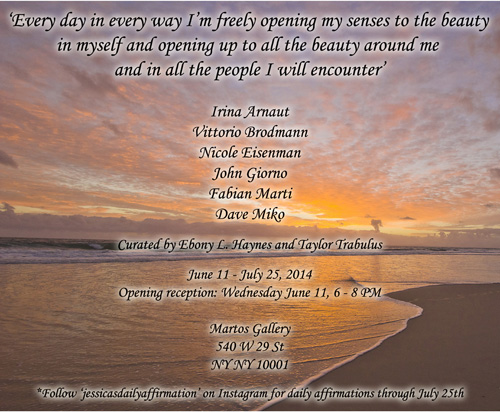 ‘Every day in every way I’m freely opening my senses to the beauty
in myself and opening up to all the beauty around me
and in all the people I will encounter’
Irina Arnaut
Vittorio Brodmann
Nicole Eisenman
John Giorno
Fabian Marti
Dave Miko
Curated by Ebony L. Haynes and Taylor Trabulus
June 11 - July 25, 2014
Opening reception: Wednesday June 11, 6 - 8 PM
Martos Gallery
540 W 29 St
NY NY 10001
*Follow ‘jessicasdailyaffirmation’ on Instagram for daily affirmations through July 25th